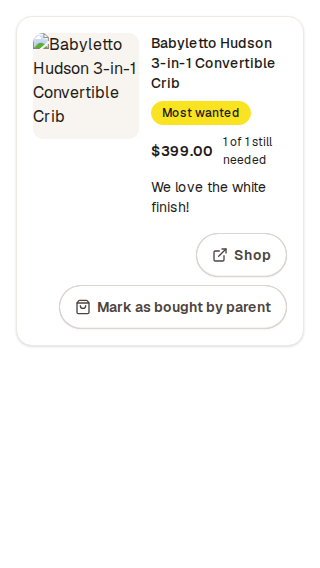 Babyletto
Hudson 3-in-1
Convertible
Crib
Babyletto Hudson
3-in-1 Convertible
Crib
Most wanted
$399.00
1 of 1 still
needed
We love the white
finish!
Shop
Mark as bought by parent